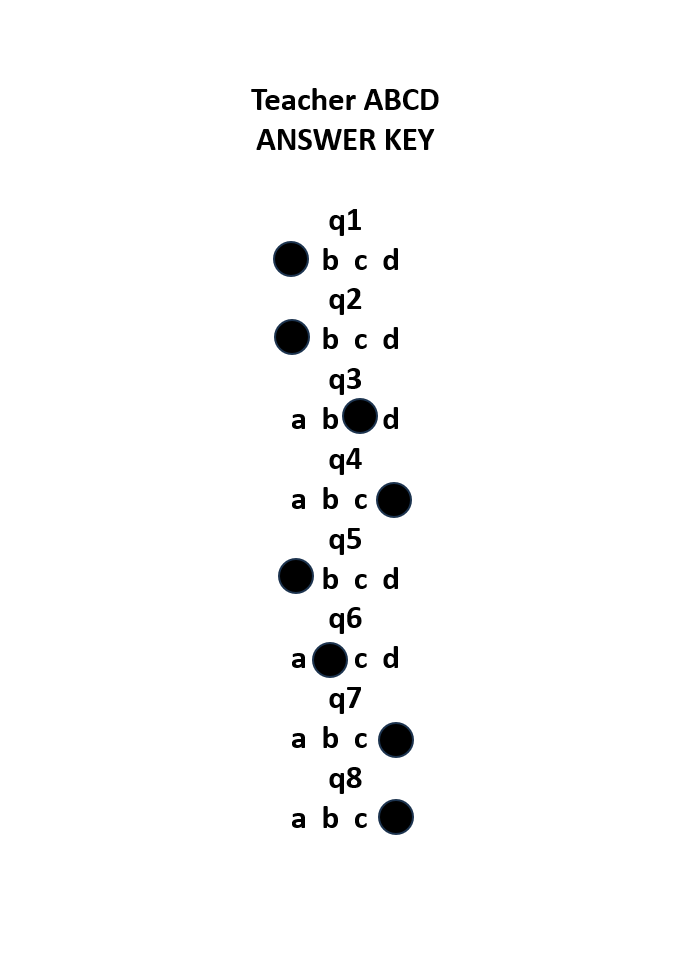 Teacher ABCD
ANSWER KEY
q1
b c d
q2
b c d
q3
a b d
q4
a b c
q5
b c d
q6
a c d
q7
a b c
q8
a b c